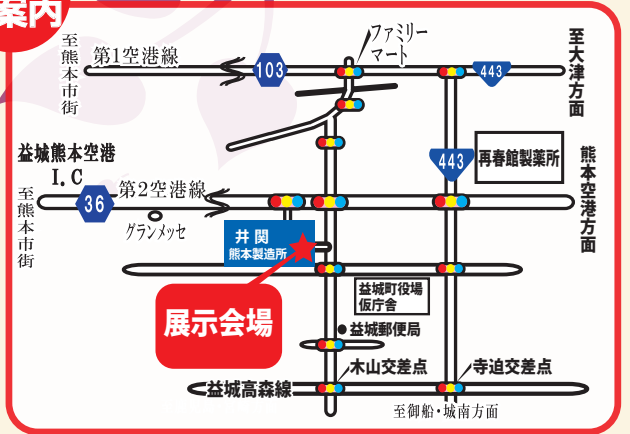 案内
至熊本市街
第1空港線
103
ファミリー
マート
443
至大津方面
益城熊本空港
I.C
443
再春館製薬所
熊本空港方面
至熊本市街
36
第2空港線
グランメッセ
井関
熊本製造所
展示会場
益城町役場
仮庁舎
益城郵便局
木山交差点
寺迫交差点
益城高森線
至御船・城南方面